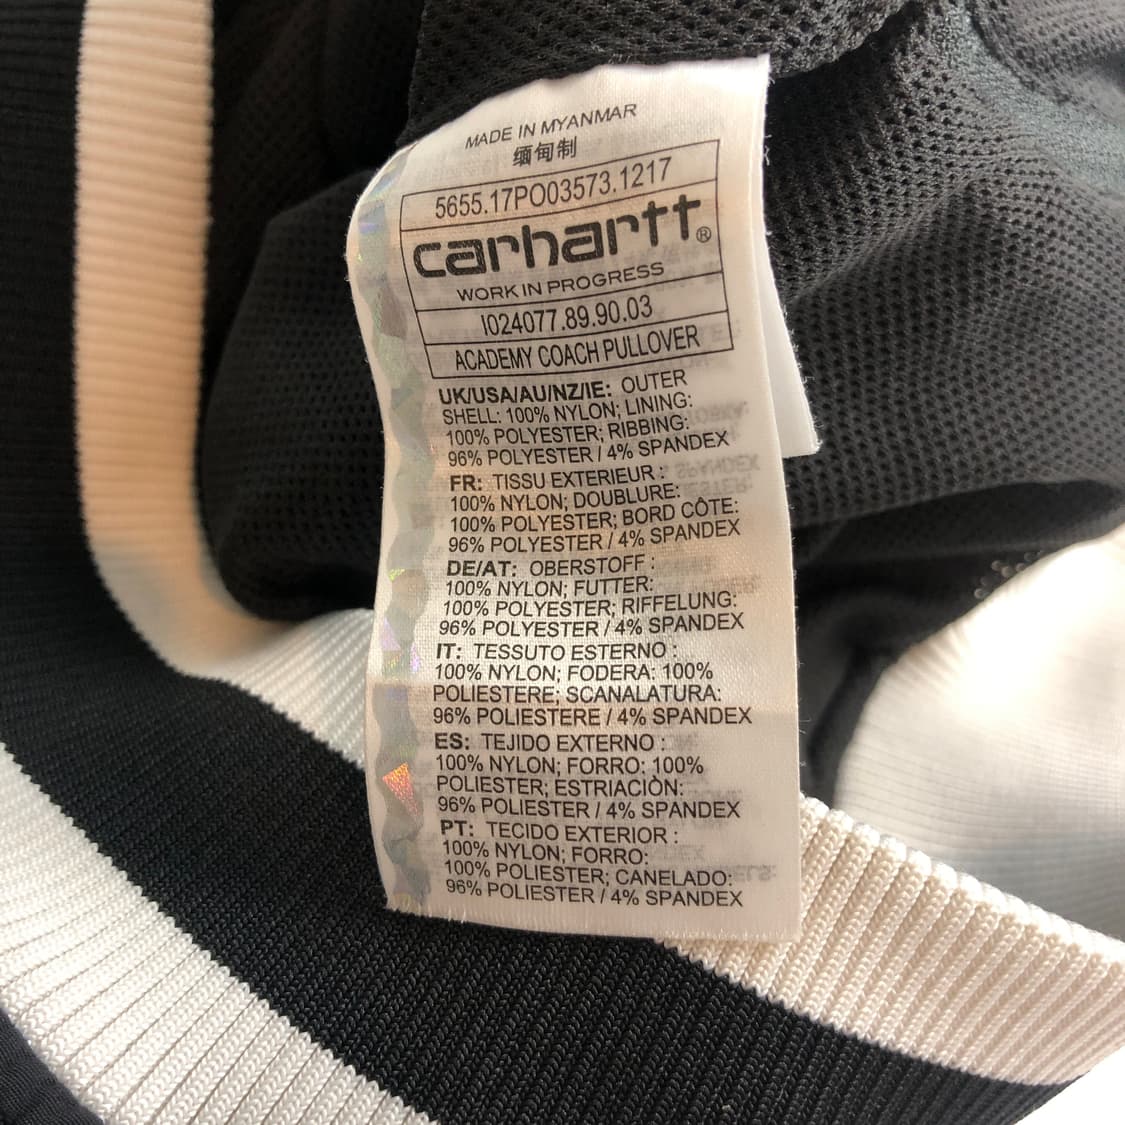 MADE IN MYANMAR
缅甸制
5655.17PO03573.1217
carhartt®
WORK IN PROGRESS
I024077.89.90.03
ACADEMY COACH PULLOVER
UK/USA/AU/NZ/IE: OUTER
SHELL: 100% NYLON; LINING:
100% POLYESTER; RIBBING:
96% POLYESTER / 4% SPANDEX
FR: TISSU EXTERIEUR :
100% NYLON; DOUBLURE:
100% POLYESTER; BORD CÔTE:
96% POLYESTER / 4% SPANDEX
DE/AT: OBERSTOFF :
100% NYLON; FUTTER:
100% POLYESTER; RIFFELUNG:
96% POLYESTER / 4% SPANDEX
IT: TESSUTO ESTERNO :
100% NYLON; FODERA: 100%
POLIESTERE; SCANALATURA:
96% POLIESTERE / 4% SPANDEX
ES: TEJIDO EXTERNO :
100% NYLON; FORRO: 100%
POLIESTER; ESTRIACIÒN:
96% POLIESTER / 4% SPANDEX
PT: TECIDO EXTERIOR :
100% NYLON; FORRO:
100% POLIESTER; CANELADO:
96% POLIESTER / 4% SPANDEX